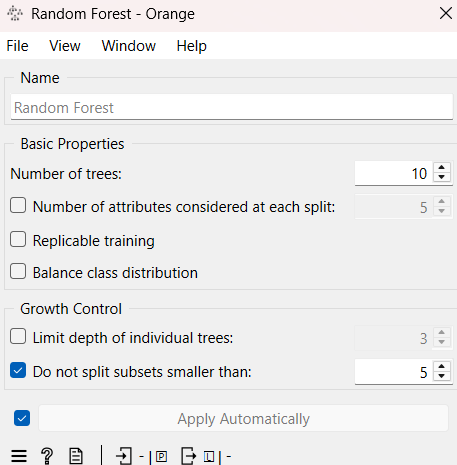 Random Forest - Orange
File View Window Help
Name
Random Forest
Basic Properties
Number of trees: 10
Number of attributes considered at each split: 5
Replicable training
Balance class distribution
Growth Control
Limit depth of individual trees: 3
Do not split subsets smaller than: 5
Apply Automatically
? - | P L | -